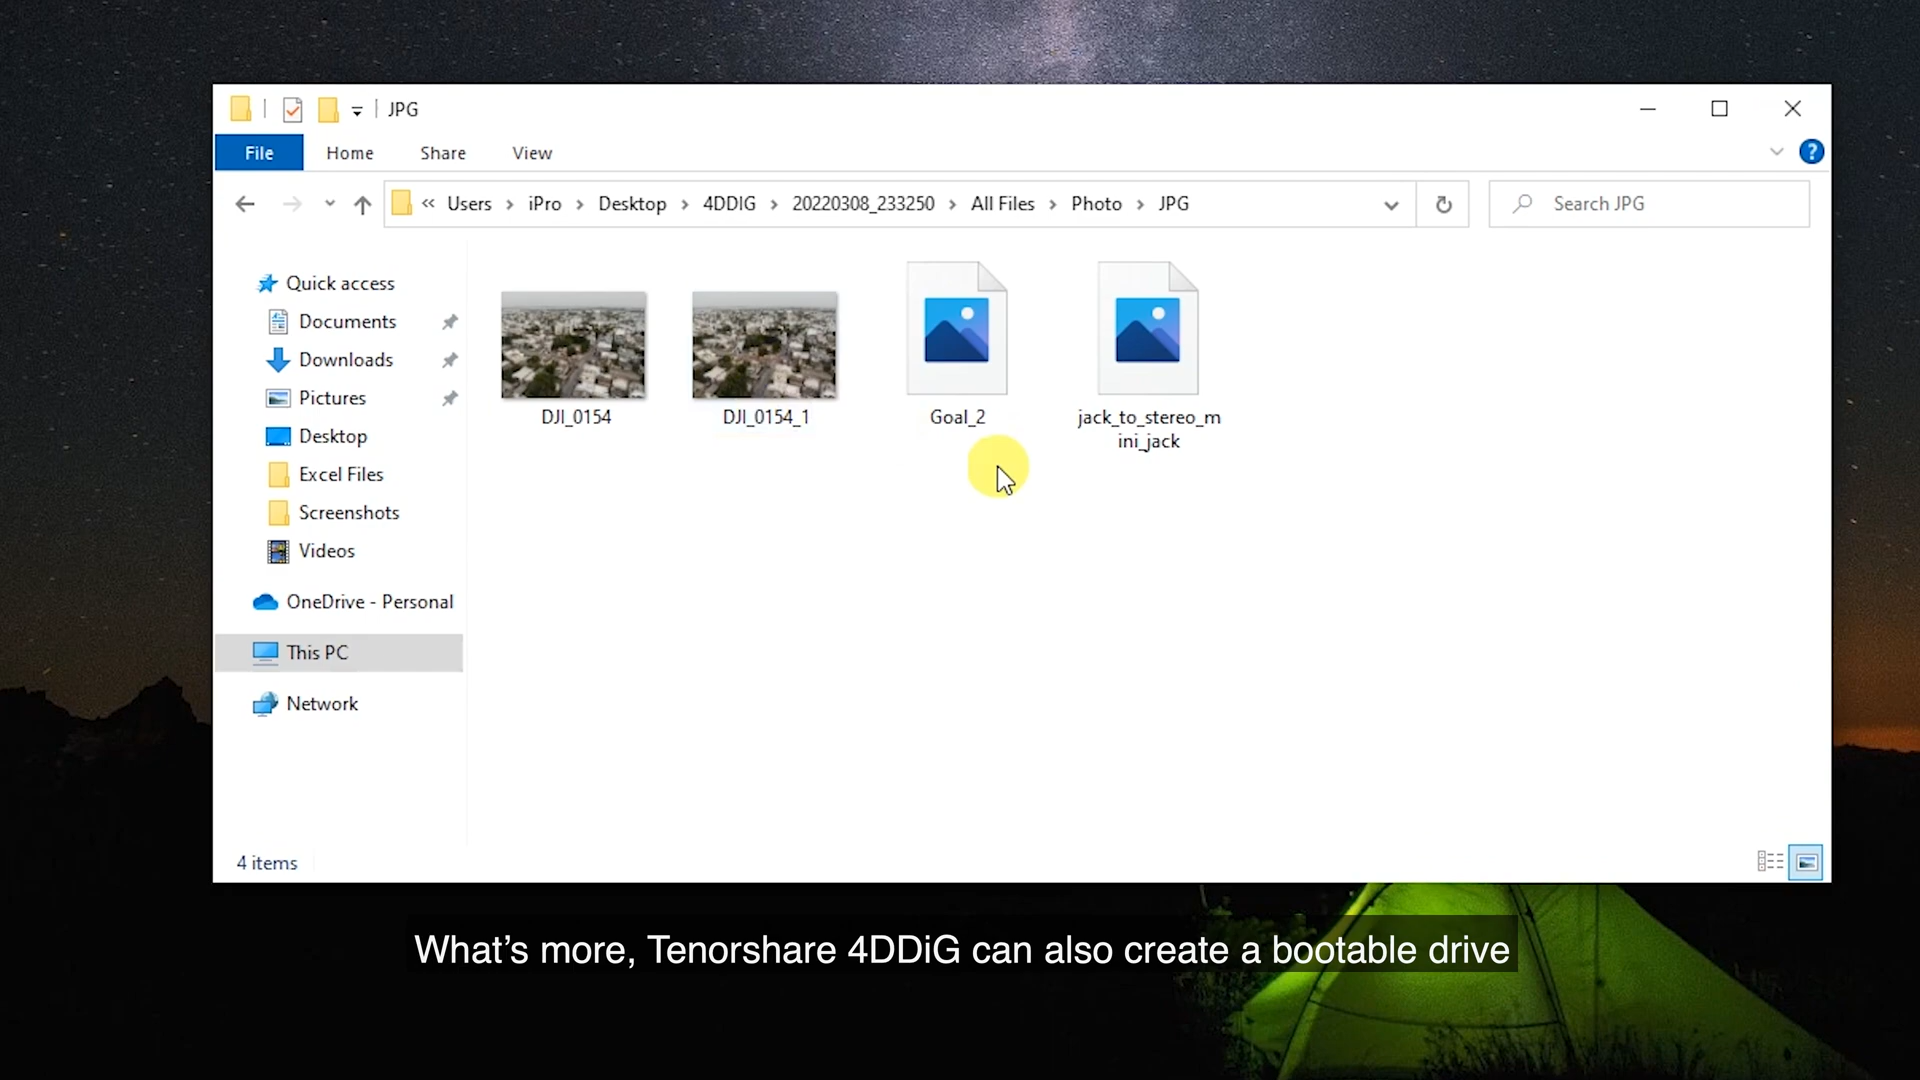 JPG
File Home Share View
?
« Users > iPro > Desktop > 4DDIG > 20220308_233250 > All Files > Photo > JPG
Search JPG
Quick access
Documents
Downloads
Pictures
Desktop
Excel Files
Screenshots
Videos
OneDrive - Personal
This PC
Network
DJI_0154
DJI_0154_1
Goal_2
jack_to_stereo_m
ini_jack
4 items
What’s more, Tenorshare 4DDiG can also create a bootable drive